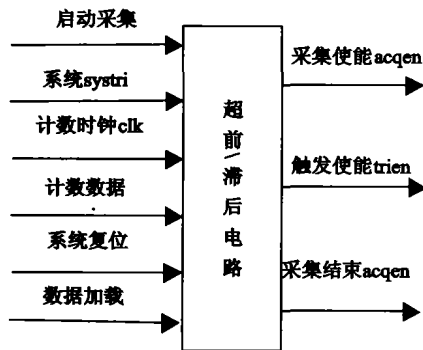 启动采集
系统systri
计数时钟clk
计数数据
系统复位
数据加载
超前\滞后电路
采集使能acqen
触发使能trien
采集结束acqen